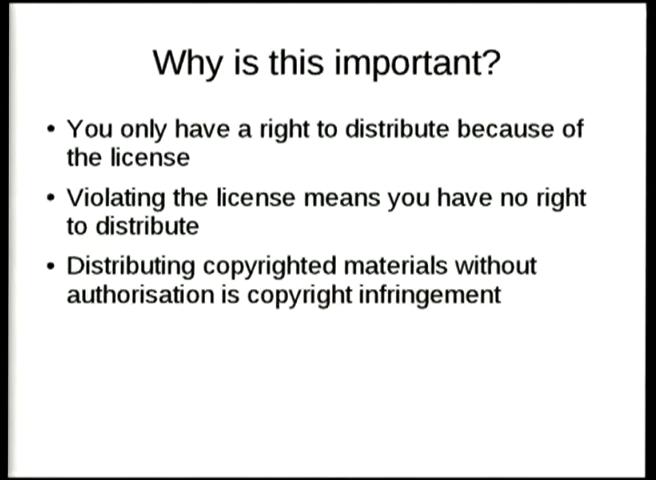 Why is this important?
• You only have a right to distribute because of
the license
• Violating the license means you have no right
to distribute
• Distributing copyrighted materials without
authorisation is copyright infringement